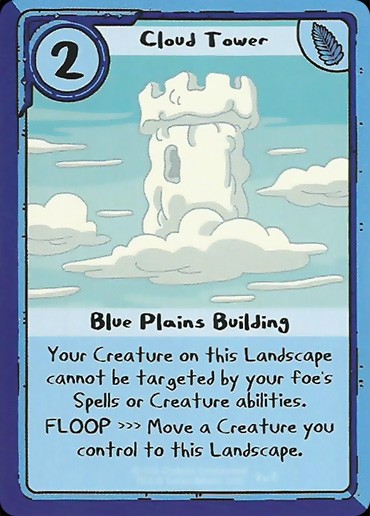 2
Cloud Tower
Blue Plains Building
Your Creature on this Landscape
cannot be targeted by your foe's
Spells or Creature abilities.
FLOOP >>> Move a Creature you
control to this Landscape.